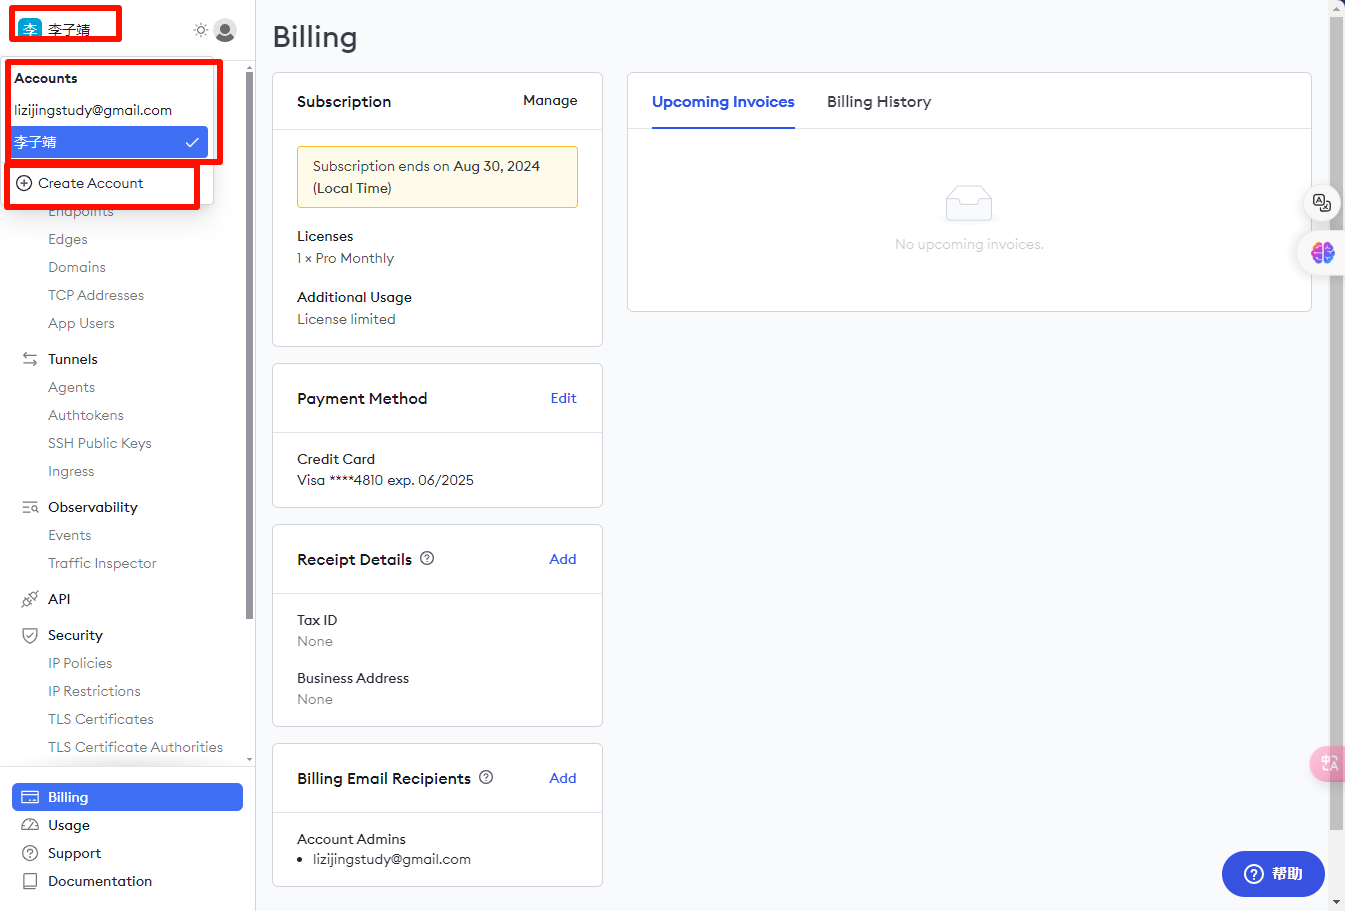 李 李子靖
Accounts
lizijingstudy@gmail.com
李子靖
Create Account
Endpoints
Edges
Domains
TCP Addresses
App Users
Tunnels
Agents
Authtokens
SSH Public Keys
Ingress
Observability
Events
Traffic Inspector
API
Security
IP Policies
IP Restrictions
TLS Certificates
TLS Certificate Authorities
Billing
Usage
Support
Documentation
Billing
Subscription Manage
Subscription ends on Aug 30, 2024
(Local Time)
Licenses
1 × Pro Monthly
Additional Usage
License limited
Payment Method Edit
Credit Card
Visa ****4810 exp. 06/2025
Receipt Details Add
Tax ID
None
Business Address
None
Billing Email Recipients Add
Account Admins
• lizijingstudy@gmail.com
Upcoming Invoices Billing History
No upcoming invoices.
帮助